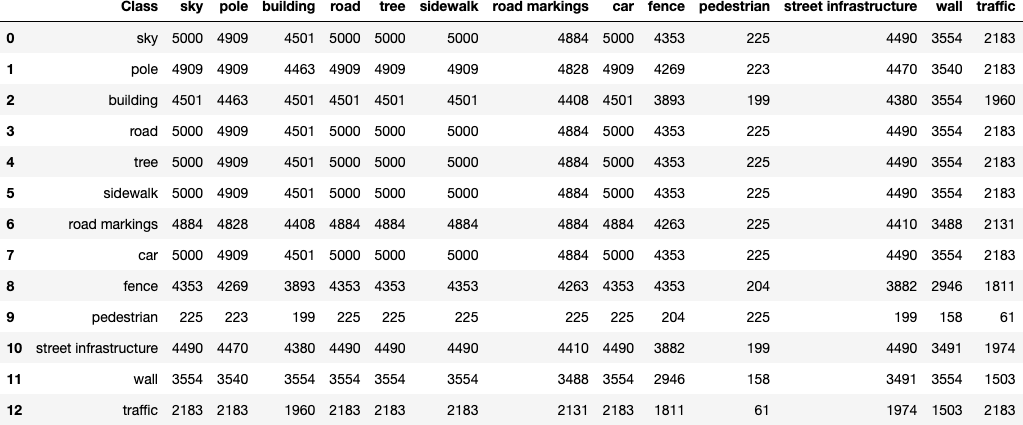 Class sky pole building road tree sidewalk road markings car fence pedestrian street infrastructure wall traffic
0 sky 5000 4909 4501 5000 5000 5000 4884 5000 4353 225 4490 3554 2183
1 pole 4909 4909 4463 4909 4909 4909 4828 4909 4269 223 4470 3540 2183
2 building 4501 4463 4501 4501 4501 4501 4408 4501 3893 199 4380 3554 1960
3 road 5000 4909 4501 5000 5000 5000 4884 5000 4353 225 4490 3554 2183
4 tree 5000 4909 4501 5000 5000 5000 4884 5000 4353 225 4490 3554 2183
5 sidewalk 5000 4909 4501 5000 5000 5000 4884 5000 4353 225 4490 3554 2183
6 road markings 4884 4828 4408 4884 4884 4884 4884 4884 4263 225 4410 3488 2131
7 car 5000 4909 4501 5000 5000 5000 4884 5000 4353 225 4490 3554 2183
8 fence 4353 4269 3893 4353 4353 4353 4263 4353 4353 204 3882 2946 1811
9 pedestrian 225 223 199 225 225 225 225 225 204 225 199 158 61
10 street infrastructure 4490 4470 4380 4490 4490 4490 4410 4490 3882 199 4490 3491 1974
11 wall 3554 3540 3554 3554 3554 3554 3488 3554 2946 158 3491 3554 1503
12 traffic 2183 2183 1960 2183 2183 2183 2131 2183 1811 61 1974 1503 2183